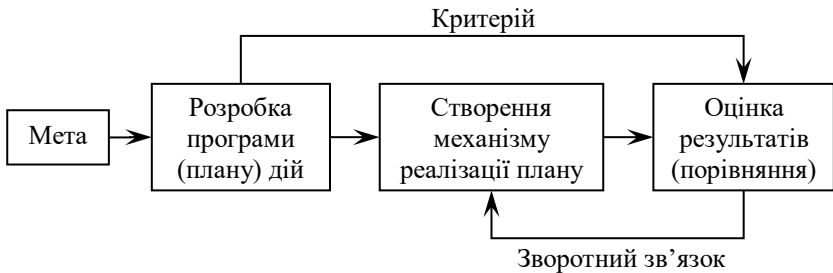 Критерій
Мета
Розробка
програми
(плану) дій
Створення
механізму
реалізації плану
Оцінка
результатів
(порівняння)
Зворотний зв’язок